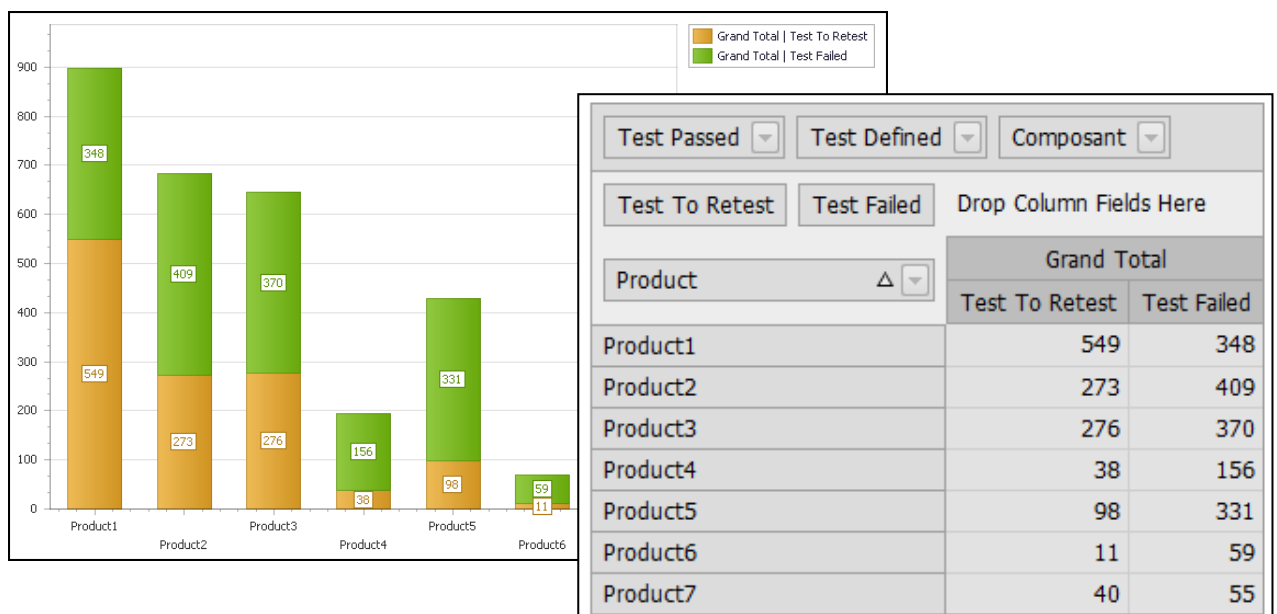 Grand Total | Test To Retest
Grand Total | Test Failed
900
800
700
600
500
400
300
200
100
0
348
549
409
273
370
276
156
38
331
98
59
11
Product1
Product2
Product3
Product4
Product5
Product6
Test Passed Test Defined Composant
Test To Retest Test Failed Drop Column Fields Here
Product Grand Total
Test To Retest Test Failed
Product1 549 348
Product2 273 409
Product3 276 370
Product4 38 156
Product5 98 331
Product6 11 59
Product7 40 55